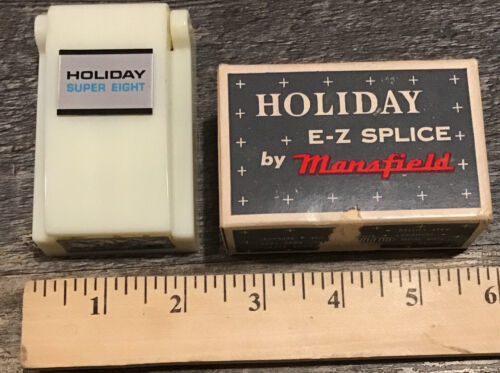 HOLIDAY
SUPER EIGHT
HOLIDAY
E-Z SPLICE
by Mansfield
1 2 3 4 5 6